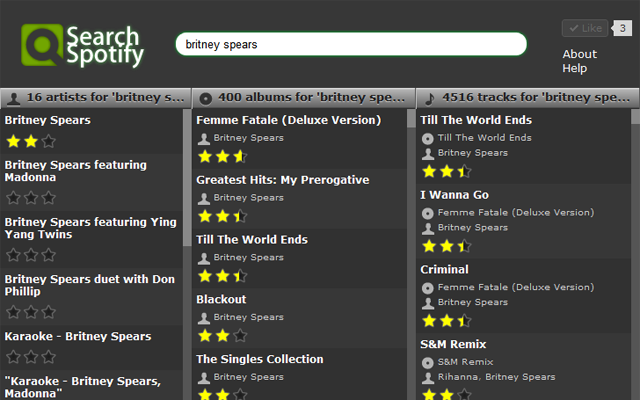 Search
Spotify
britney spears
Like
3
About
Help
16 artists for 'britney s...
Britney Spears
Britney Spears featuring
Madonna
Britney Spears featuring Ying
Yang Twins
Britney Spears duet with Don
Phillip
Karaoke - Britney Spears
"Karaoke - Britney Spears,
Madonna"
400 albums for 'britney spe...
Femme Fatale (Deluxe Version)
Britney Spears
Greatest Hits: My Prerogative
Britney Spears
Till The World Ends
Britney Spears
Blackout
Britney Spears
The Singles Collection
Britney Spears
4516 tracks for 'britney spe...
Till The World Ends
Till The World Ends
Britney Spears
I Wanna Go
Femme Fatale (Deluxe Version)
Britney Spears
Criminal
Femme Fatale (Deluxe Version)
Britney Spears
S&M Remix
S&M Remix
Rihanna, Britney Spears